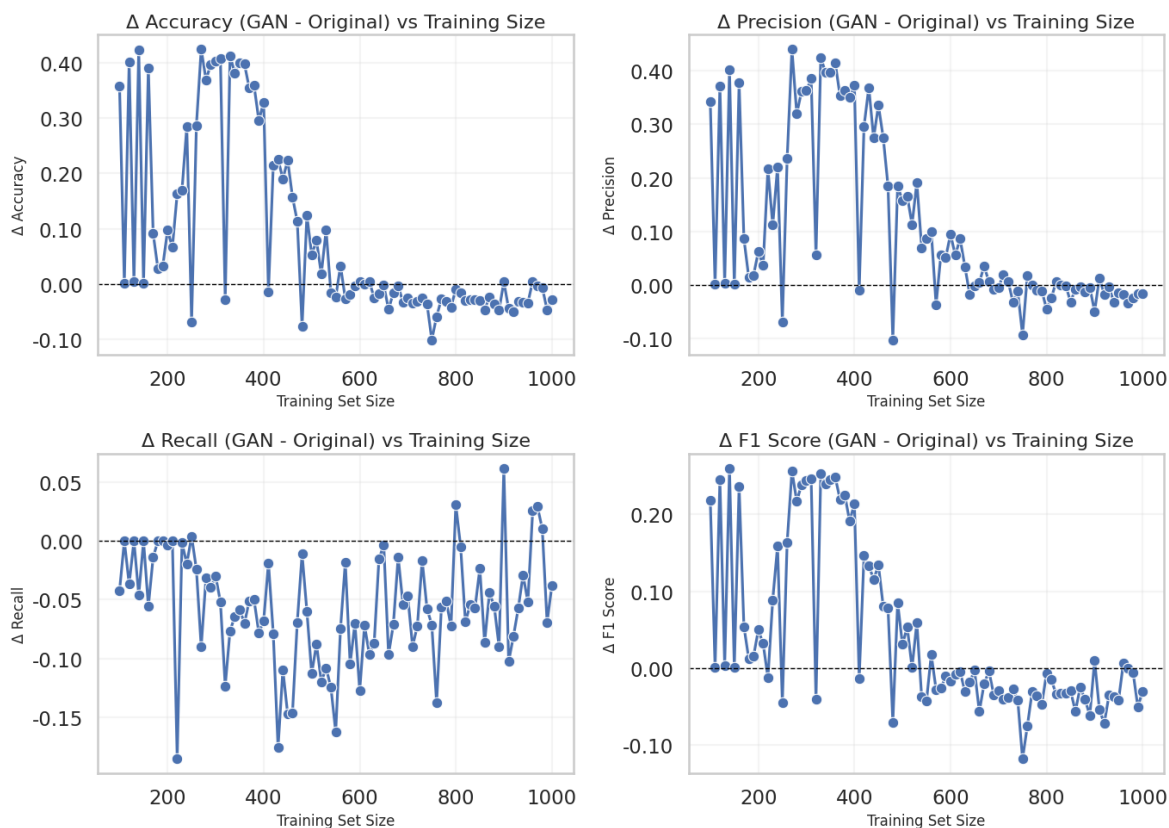 Δ Accuracy (GAN - Original) vs Training Size
0.40
0.30
0.20
0.10
0.00
-0.10
Δ Accuracy
200 400 600 800 1000
Training Set Size
Δ Precision (GAN - Original) vs Training Size
0.40
0.30
0.20
0.10
0.00
-0.10
Δ Precision
200 400 600 800 1000
Training Set Size
Δ Recall (GAN - Original) vs Training Size
0.05
0.00
-0.05
-0.10
-0.15
Δ Recall
200 400 600 800 1000
Training Set Size
Δ F1 Score (GAN - Original) vs Training Size
0.20
0.10
0.00
-0.10
Δ F1 Score
200 400 600 800 1000
Training Set Size